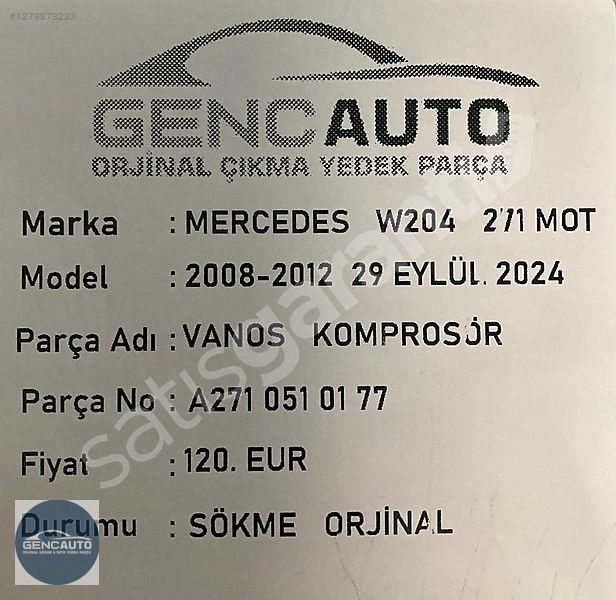 #1279873233
GENCAUTO
ORJİNAL ÇIKMA YEDEK PARÇA
Marka : MERCEDES W204 271 MOT
Model : 2008-2012 29 EYLÜL. 2024
Parça Adı : VANOS KOMPROSÖR
Parça No : A271 051 01 77
Fiyat : 120. EUR
Durumu : SÖKME ORJİNAL
satısgaranti
GENCAUTO